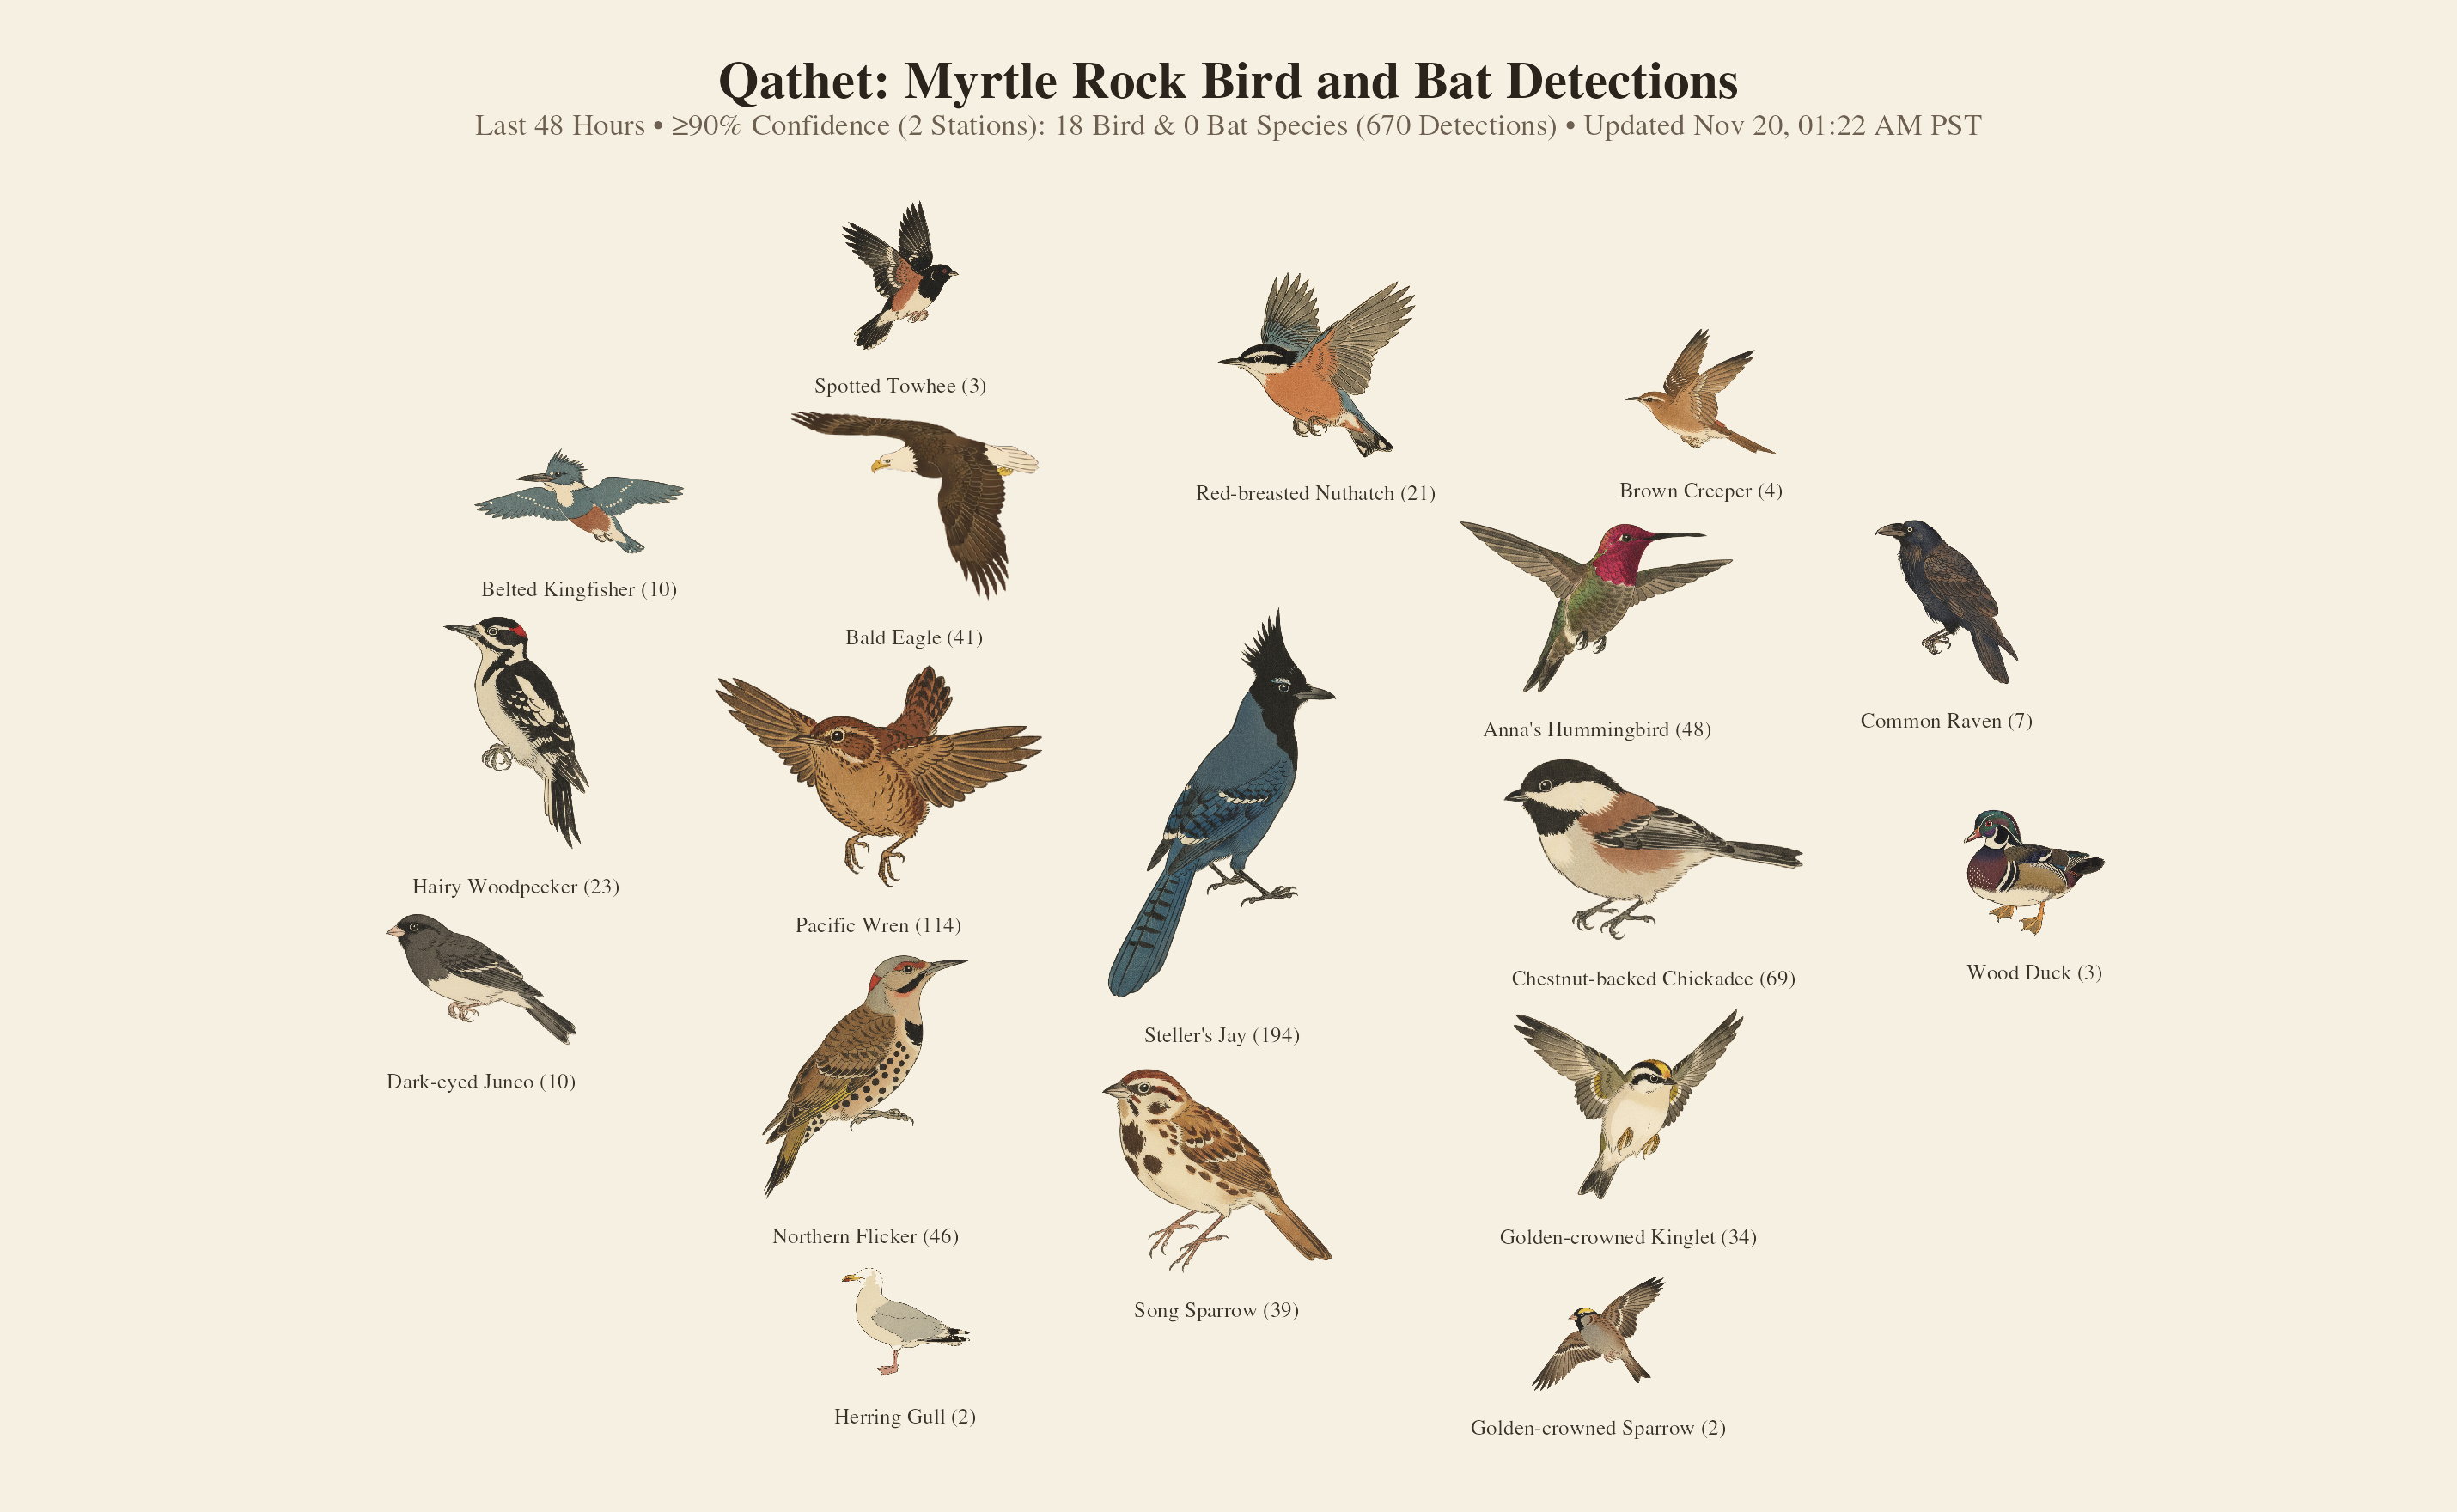 Qathet: Myrtle Rock Bird and Bat Detections
Last 48 Hours • ≥90% Confidence (2 Stations): 18 Bird & 0 Bat Species (670 Detections) • Updated Nov 20, 01:22 AM PST
Spotted Towhee (3)
Red-breasted Nuthatch (21)
Brown Creeper (4)
Belted Kingfisher (10)
Bald Eagle (41)
Anna's Hummingbird (48)
Common Raven (7)
Hairy Woodpecker (23)
Pacific Wren (114)
Steller's Jay (194)
Chestnut-backed Chickadee (69)
Wood Duck (3)
Dark-eyed Junco (10)
Northern Flicker (46)
Song Sparrow (39)
Golden-crowned Kinglet (34)
Herring Gull (2)
Golden-crowned Sparrow (2)